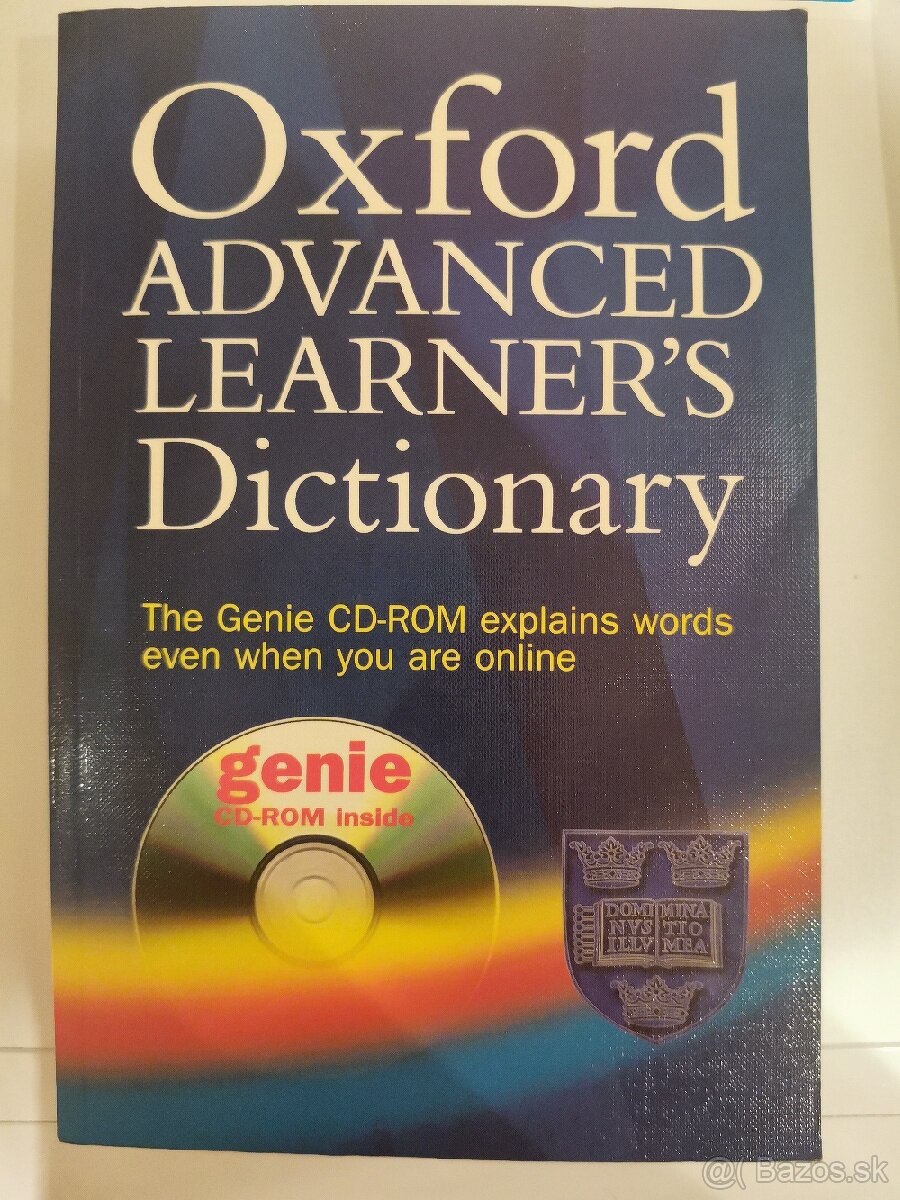 Oxford
ADVANCED
LEARNER'S
Dictionary
The Genie CD-ROM explains words
even when you are online
genie
CD-ROM inside
DOMI MINA
NVS TIO
ILLV MEA
@( Bazos.sk